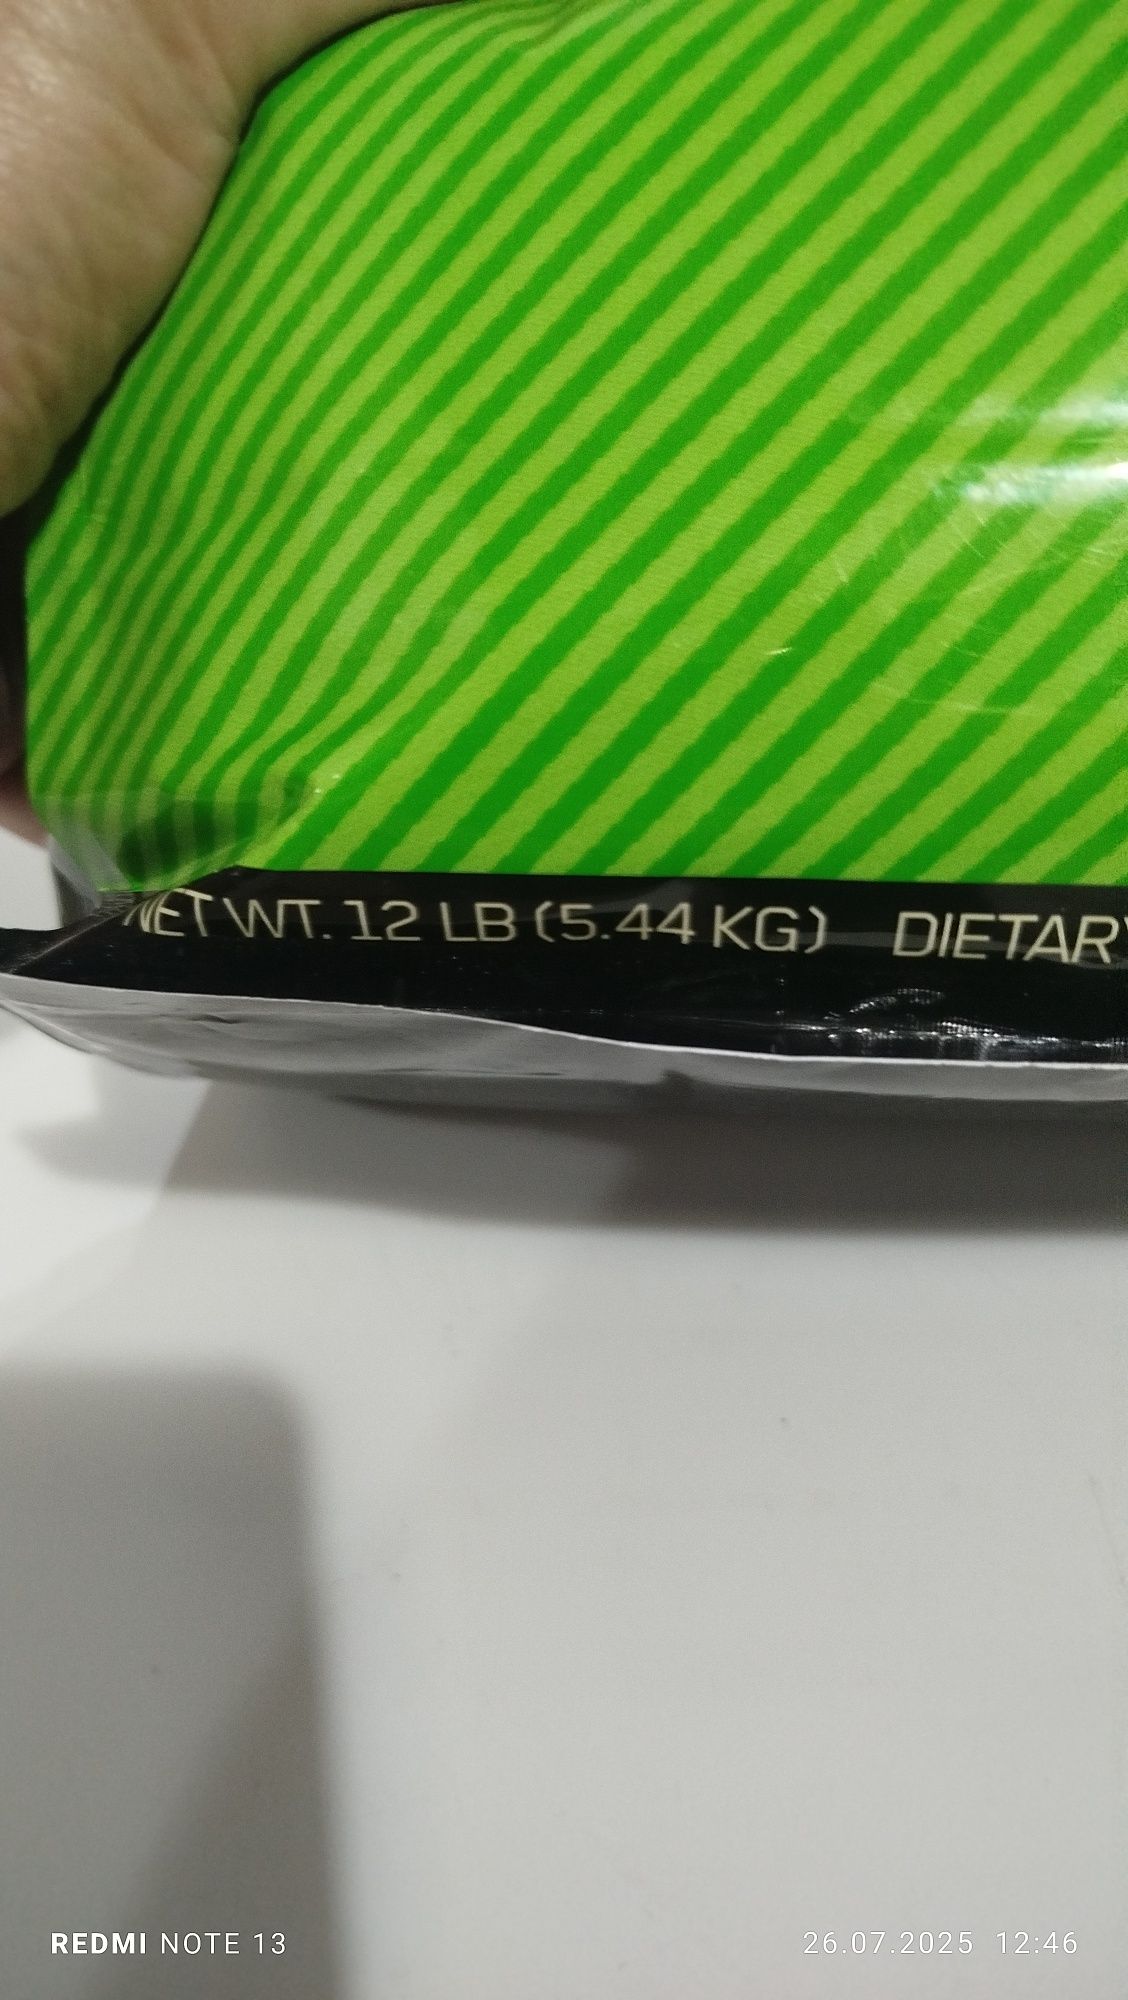 NET WT. 12 LB (5.44 KG) DIETARY
REDMI NOTE 13
26.07.2025 12:46